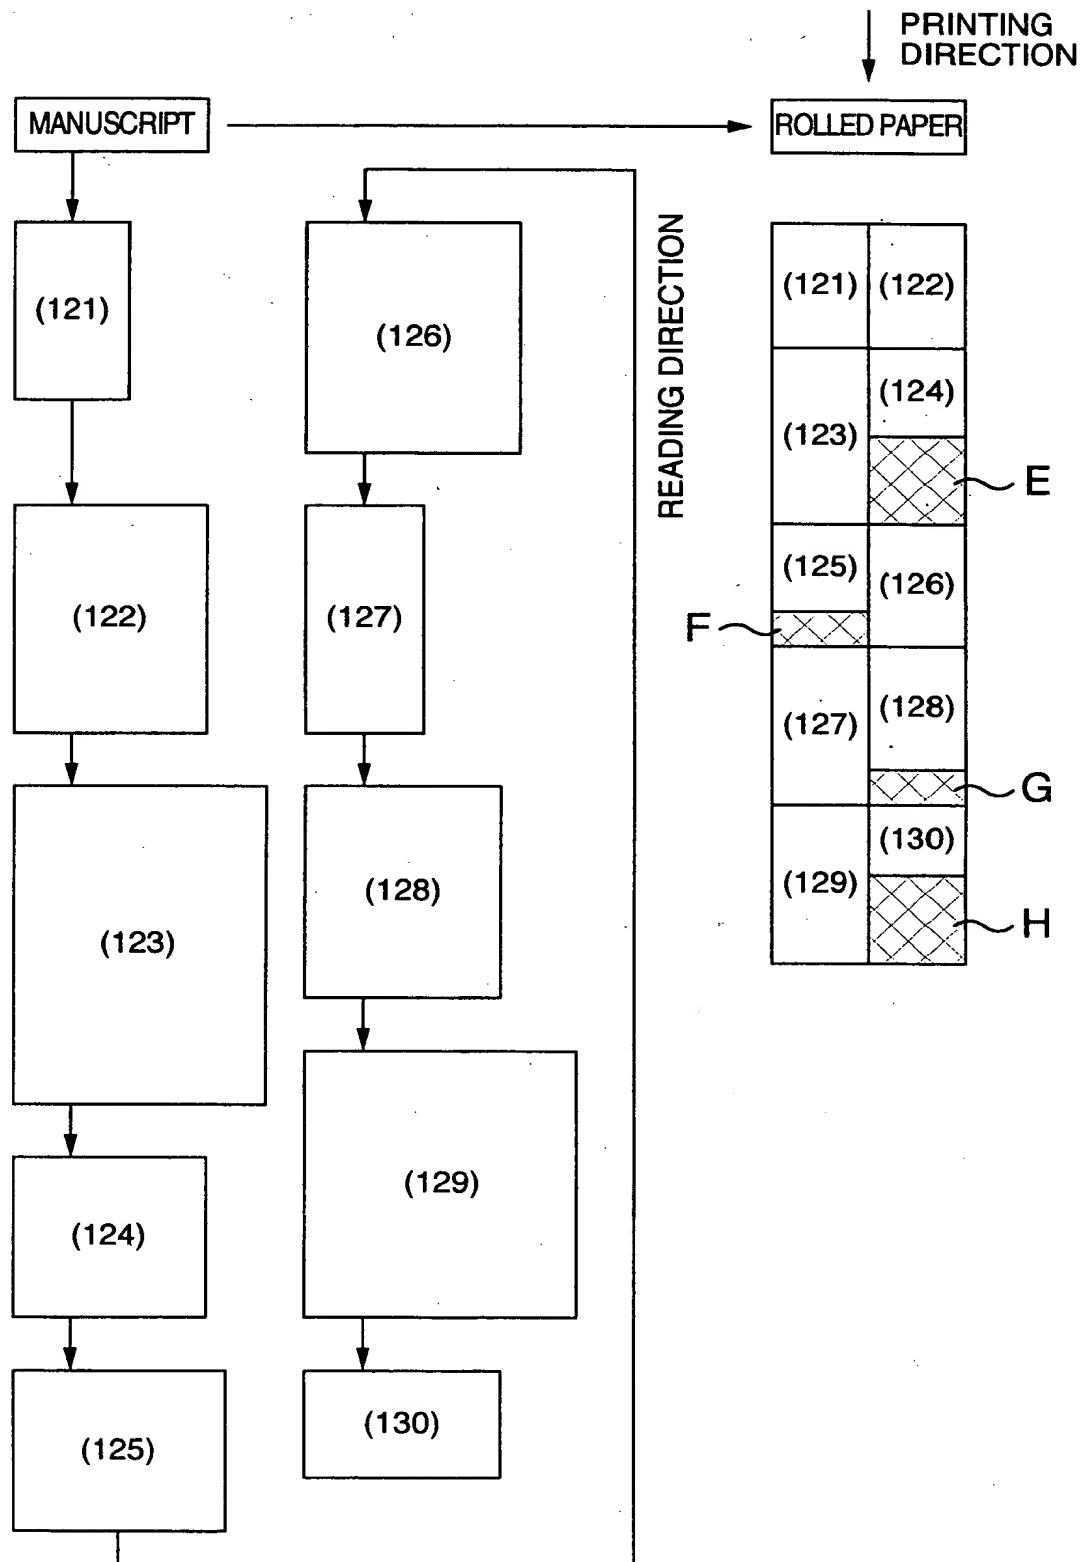 PRINTING
DIRECTION
MANUSCRIPT
ROLLED PAPER
(121)
(122)
(123)
(124)
(125)
(126)
(127)
(128)
(129)
(130)
READING DIRECTION
(121) (122)
(124)
(123)
E
(125)
(126)
F
(128)
(127)
G
(130)
(129)
H